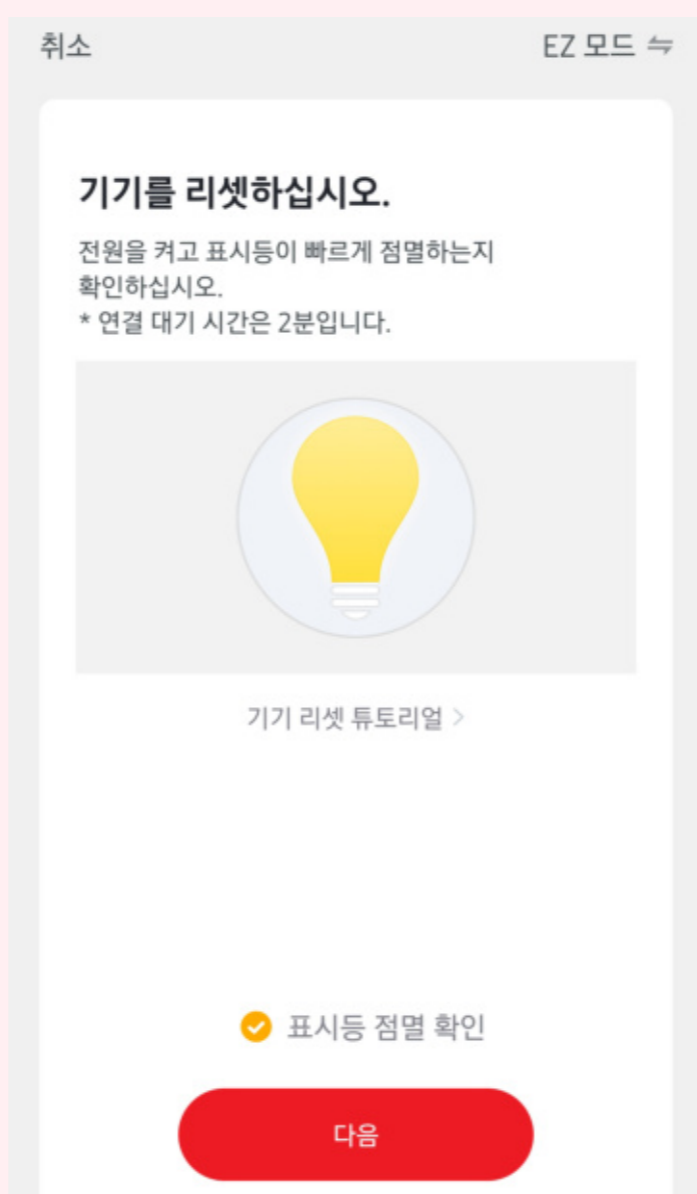 취소
EZ 모드 ⇋
기기를 리셋하십시오.
전원을 켜고 표시등이 빠르게 점멸하는지
확인하십시오.
* 연결 대기 시간은 2분입니다.
기기 리셋 튜토리얼 >
표시등 점멸 확인
다음